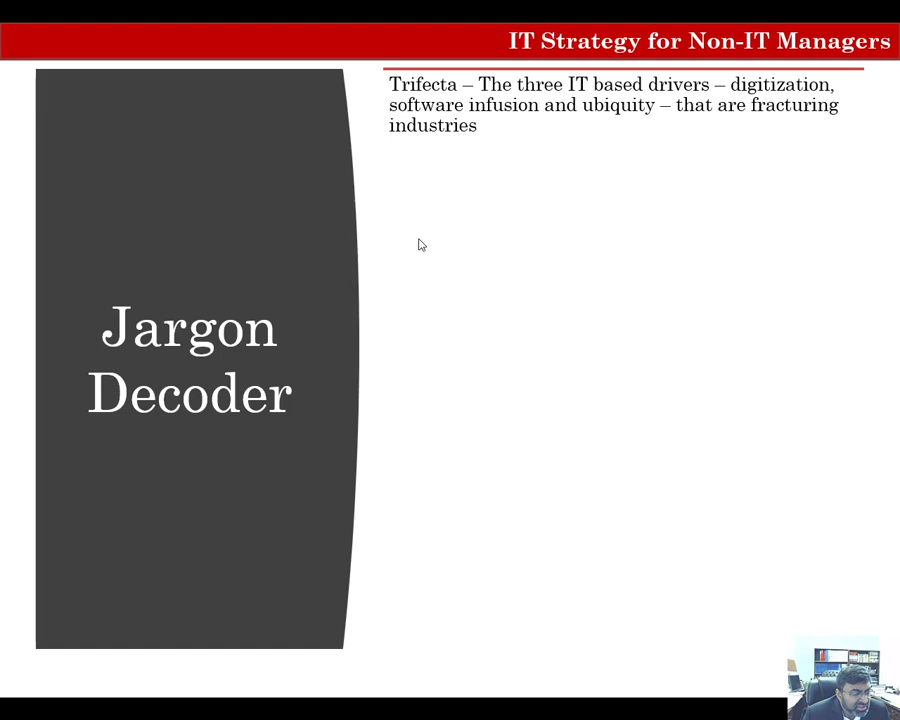 IT Strategy for Non-IT Managers
Trifecta – The three IT based drivers – digitization,
software infusion and ubiquity – that are fracturing
industries
Jargon
Decoder